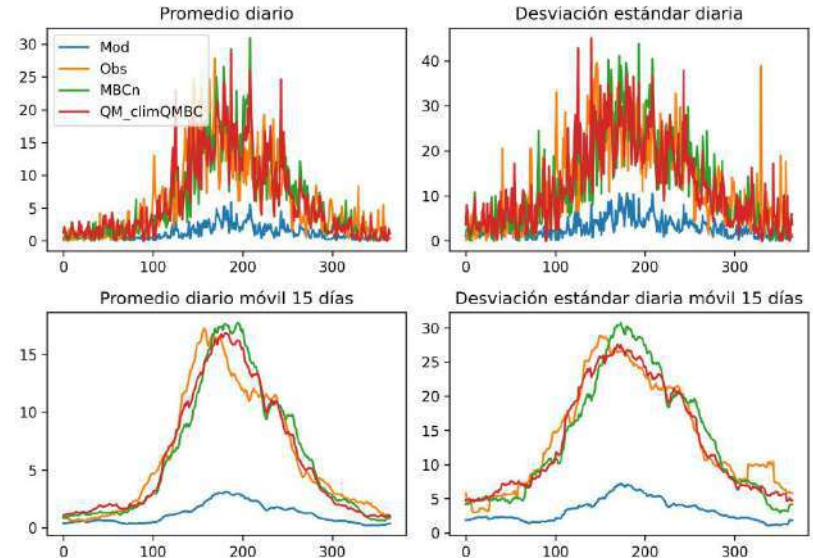 Promedio diario
30
25
20
15
10
5
0
0 100 200 300
Mod
Obs
MBCn
QM_climQMBC
Desviación estándar diaria
40
30
20
10
0
0 100 200 300
Promedio diario móvil 15 días
15
10
5
0
0 100 200 300
Desviación estándar diaria móvil 15 días
30
25
20
15
10
5
0
0 100 200 300